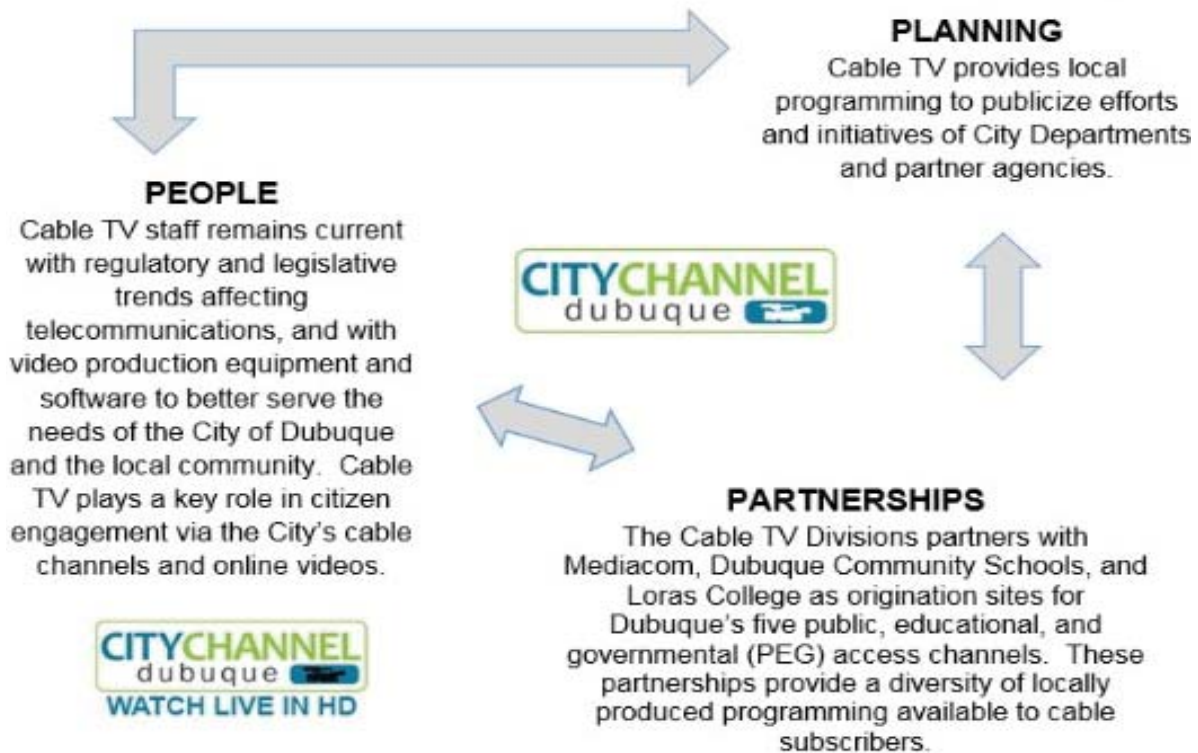 PLANNING
Cable TV provides local
programming to publicize efforts
and initiatives of City Departments
and partner agencies.
PEOPLE
Cable TV staff remains current
with regulatory and legislative
trends affecting
telecommunications, and with
video production equipment and
software to better serve the
needs of the City of Dubuque
and the local community.  Cable
TV plays a key role in citizen
engagement via the City's cable
channels and online videos.
CITYCHANNEL
dubuque
PARTNERSHIPS
The Cable TV Divisions partners with
Mediacom, Dubuque Community Schools, and
Loras College as origination sites for
Dubuque's five public, educational, and
governmental (PEG) access channels.  These
partnerships provide a diversity of locally
produced programming available to cable
subscribers.
CITYCHANNEL
dubuque
WATCH LIVE IN HD